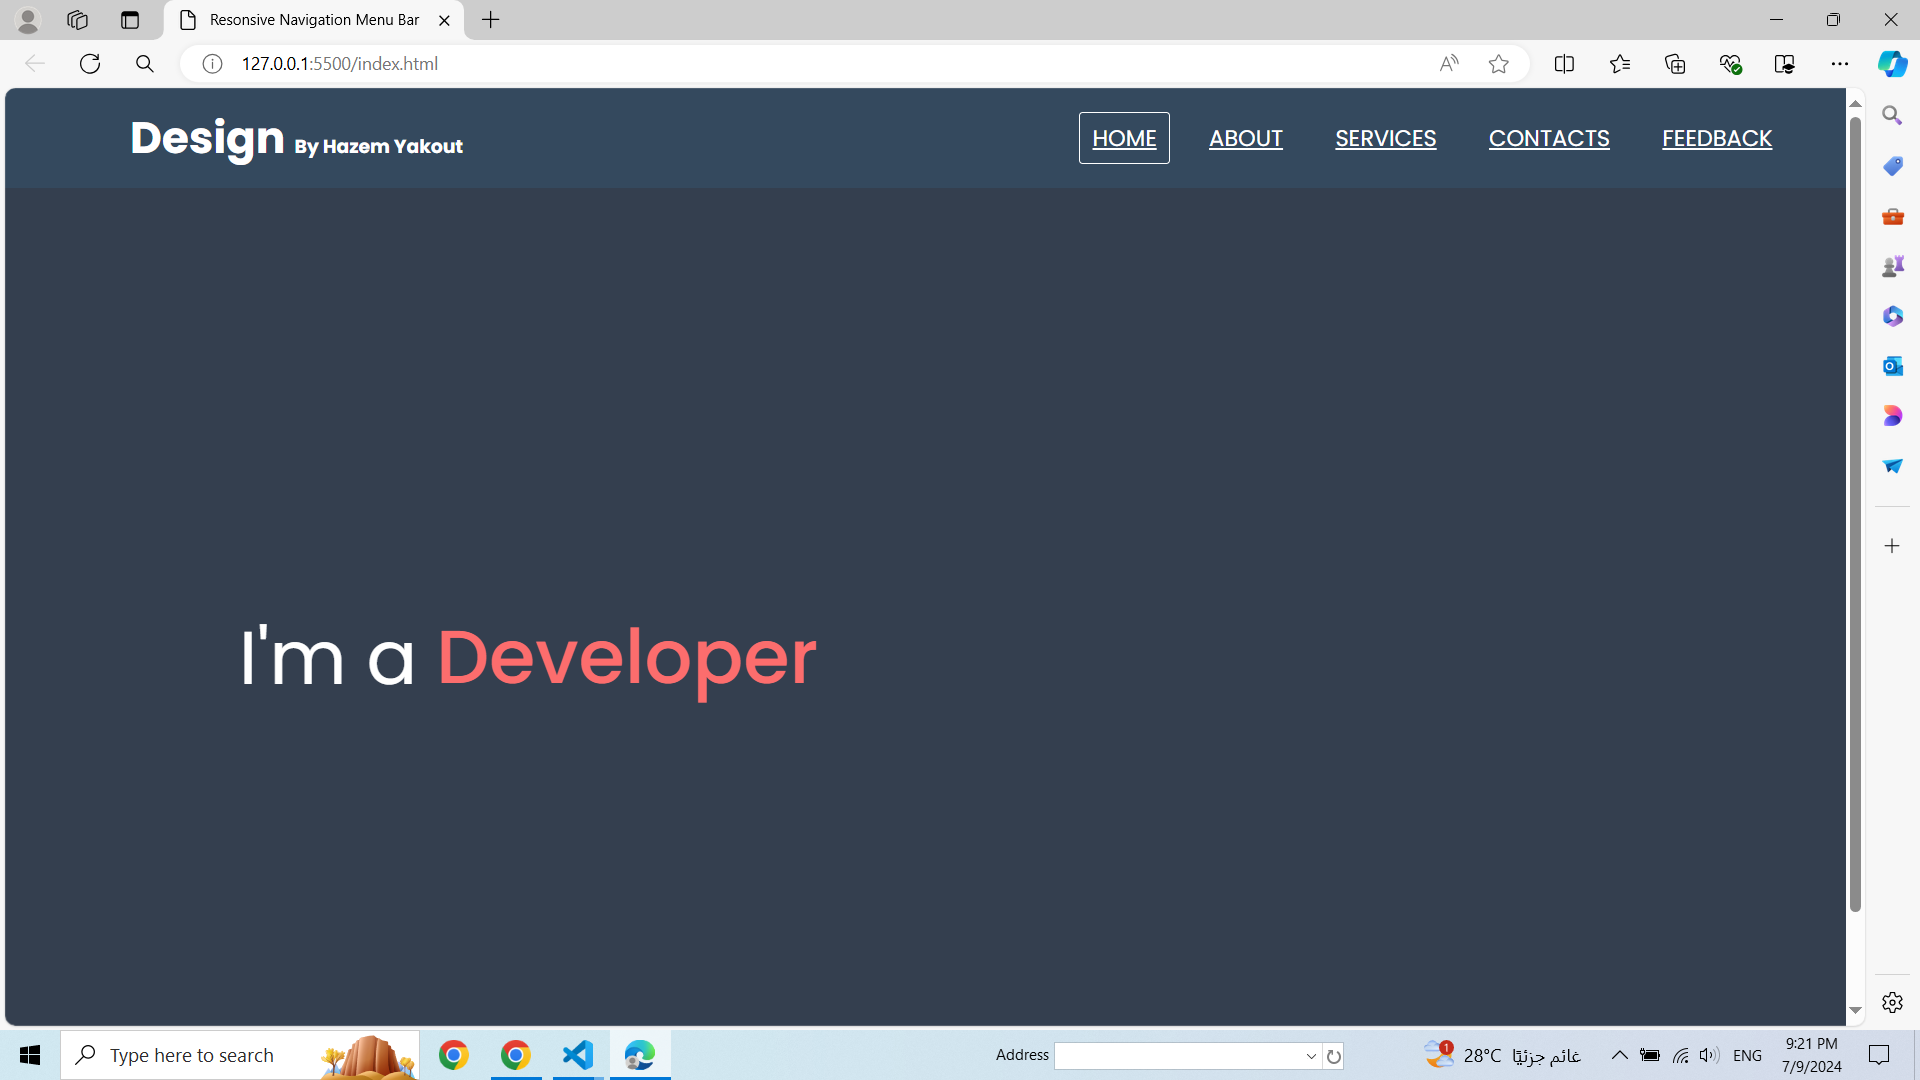 Resonsive Navigation Menu Bar
127.0.0.1:5500/index.html
Design By Hazem Yakout
HOME ABOUT SERVICES CONTACTS FEEDBACK
I'm a Developer
Type here to search
Address
1
28°C غائم جزئيًا
ENG
9:21 PM
7/9/2024